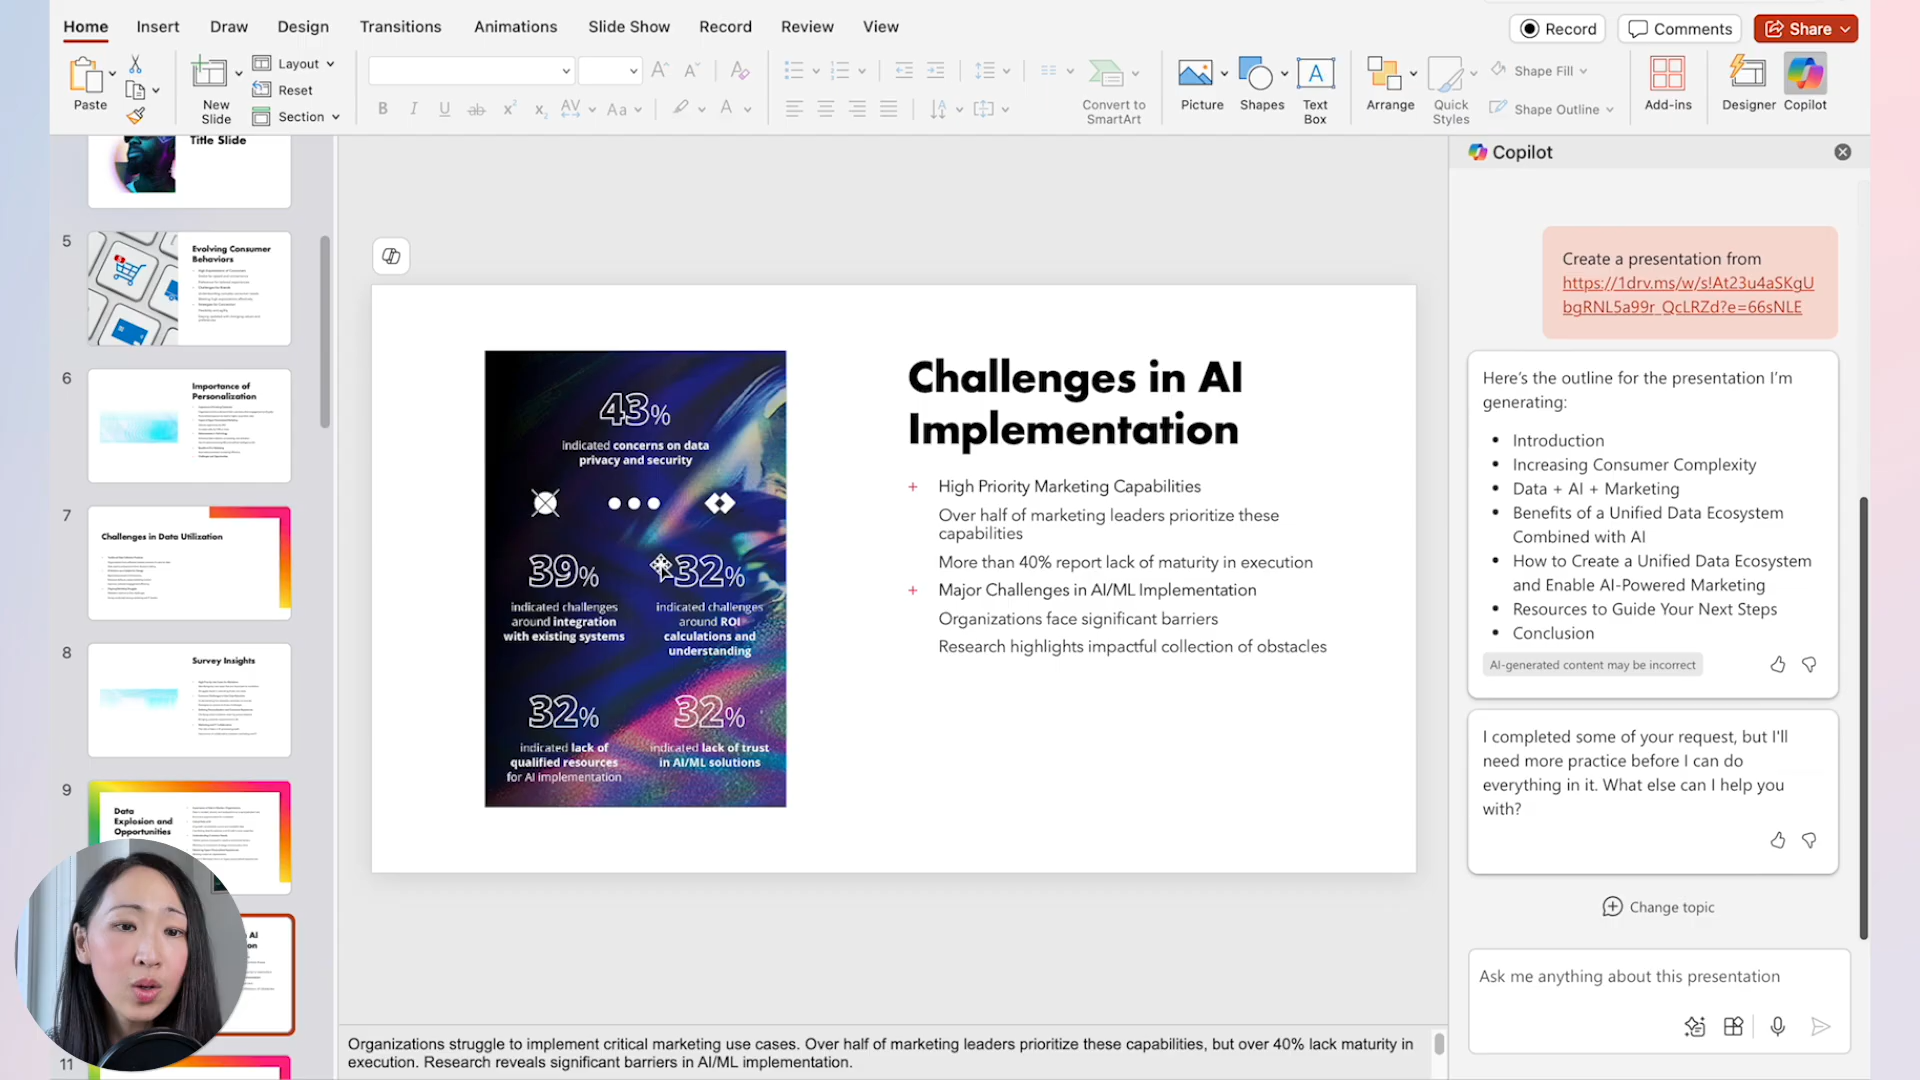 Home Insert Draw Design Transitions Animations Slide Show Record Review View
Record Comments Share
Paste
New Slide
Layout
Reset
Section
Convert to SmartArt
Picture
Shapes
Text Box
Arrange
Quick Styles
Shape Fill
Shape Outline
Add-ins
Designer
Copilot
Title Slide
5
Evolving Consumer
Behaviors
6
Importance of
Personalization
7
Challenges in Data Utilization
8
Survey Insights
9
Data
Explosion and
Opportunities
11
43%
indicated concerns on data
privacy and security
39%
indicated challenges
around integration
with existing systems
32%
indicated challenges
around ROI
calculations and
understanding
32%
indicated lack of
qualified resources
for AI implementation
32%
indicated lack of trust
in AI/ML solutions
Challenges in AI
Implementation
+ High Priority Marketing Capabilities
Over half of marketing leaders prioritize these
capabilities
More than 40% report lack of maturity in execution
+ Major Challenges in AI/ML Implementation
Organizations face significant barriers
Research highlights impactful collection of obstacles
Organizations struggle to implement critical marketing use cases. Over half of marketing leaders prioritize these capabilities, but over 40% lack maturity in
execution. Research reveals significant barriers in AI/ML implementation.
Copilot
Create a presentation from
https://1drv.ms/w/s!At23u4aSKgU
bgRNL5a99r_QcLRZd?e=66sNLE
Here's the outline for the presentation I'm
generating:
• Introduction
• Increasing Consumer Complexity
• Data + AI + Marketing
• Benefits of a Unified Data Ecosystem
Combined with AI
• How to Create a Unified Data Ecosystem
and Enable AI-Powered Marketing
• Resources to Guide Your Next Steps
• Conclusion
AI-generated content may be incorrect
I completed some of your request, but I'll
need more practice before I can do
everything in it. What else can I help you
with?
Change topic
Ask me anything about this presentation